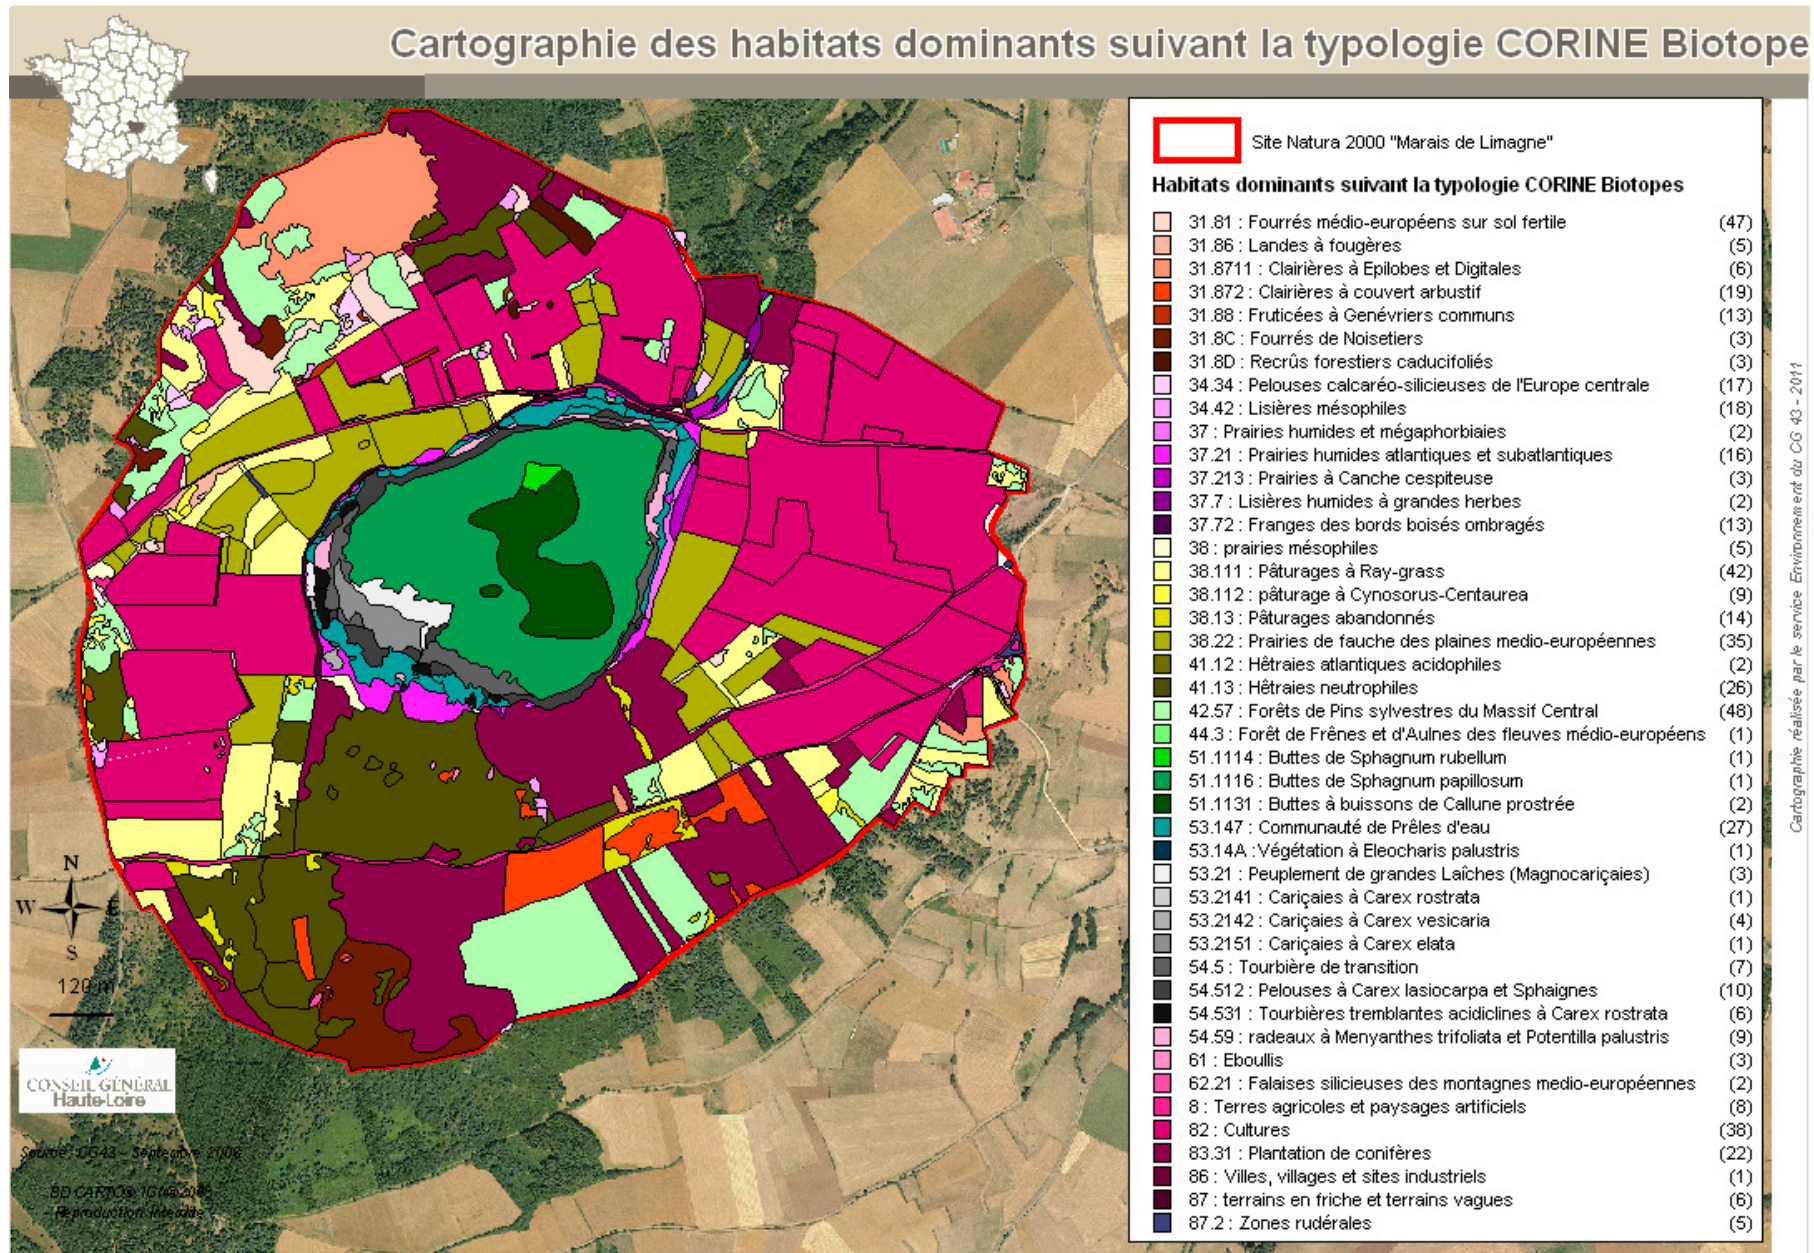 Cartographie des habitats dominants suivant la typologie CORINE Biotope
Site Natura 2000 "Marais de Limagne"
Habitats dominants suivant la typologie CORINE Biotopes
31.81 : Fourrés médio-européens sur sol fertile (47)
31.86 : Landes à fougères (5)
31.8711 : Clairières à Epilobes et Digitales (6)
31.872 : Clairières à couvert arbustif (19)
31.88 : Fruticées à Genévriers communs (13)
31.8C : Fourrés de Noisetiers (3)
31.8D : Recrûs forestiers caducifoliés (3)
34.34 : Pelouses calcaréo-silicieuses de l'Europe centrale (17)
34.42 : Lisières mésophiles (18)
37 : Prairies humides et mégaphorbiaies (2)
37.21 : Prairies humides atlantiques et subatlantiques (16)
37.213 : Prairies à Canche cespiteuse (3)
37.7 : Lisières humides à grandes herbes (2)
37.72 : Franges des bords boisés ombragés (13)
38 : prairies mésophiles (5)
38.111 : Pâturages à Ray-grass (42)
38.112 : pâturage à Cynosorus-Centaurea (9)
38.13 : Pâturages abandonnés (14)
38.22 : Prairies de fauche des plaines medio-européennes (35)
41.12 : Hêtraies atlantiques acidophiles (2)
41.13 : Hêtraies neutrophiles (26)
42.57 : Forêts de Pins sylvestres du Massif Central (48)
44.3 : Forêt de Frênes et d'Aulnes des fleuves médio-européens (1)
51.1114 : Buttes de Sphagnum rubellum (1)
51.1116 : Buttes de Sphagnum papillosum (1)
51.1131 : Buttes à buissons de Callune prostrée (2)
53.147 : Communauté de Prêles d'eau (27)
53.14A : Végétation à Eleocharis palustris (1)
53.21 : Peuplement de grandes Laîches (Magnocariçaies) (3)
53.2141 : Cariçaies à Carex rostrata (1)
53.2142 : Cariçaies à Carex vesicaria (4)
53.2151 : Cariçaies à Carex elata (1)
54.5 : Tourbière de transition (7)
54.512 : Pelouses à Carex lasiocarpa et Sphaignes (10)
54.531 : Tourbières tremblantes acidiclines à Carex rostrata (6)
54.59 : radeaux à Menyanthes trifoliata et Potentilla palustris (9)
61 : Eboullis (3)
62.21 : Falaises silicieuses des montagnes medio-européennes (2)
8 : Terres agricoles et paysages artificiels (8)
82 : Cultures (38)
83.31 : Plantation de conifères (22)
86 : Villes, villages et sites industriels (1)
87 : terrains en friche et terrains vagues (6)
87.2 : Zones rudérales (5)
Cartographie réalisée par le service Environnement du CG 43 - 2011
N
W E
S
120 m
CONSEIL GÉNÉRAL
Haute-Loire
Source: CG43 - Septembre
BD CARTO® IGN®
Reproduction Interdite